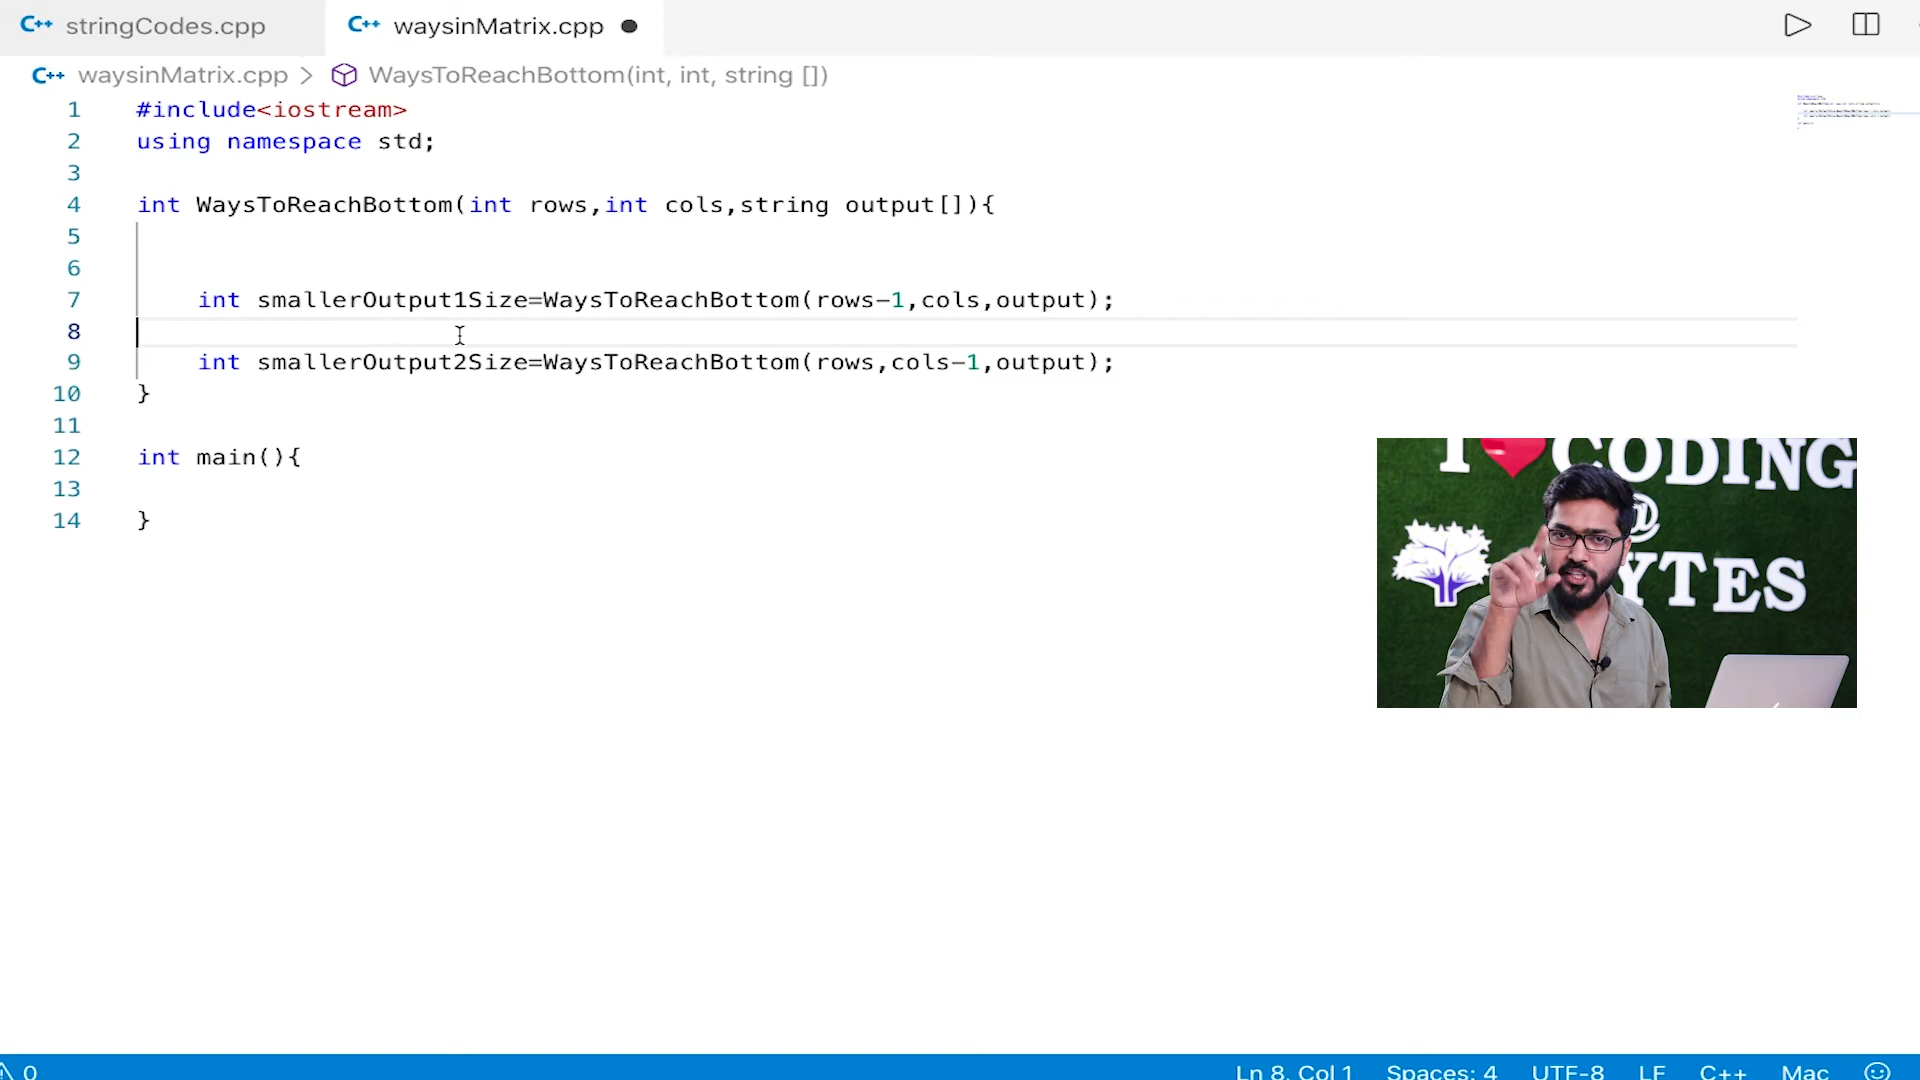 C++ stringCodes.cpp C++ waysinMatrix.cpp
C++ waysinMatrix.cpp > WaysToReachBottom(int, int, string [])
1 #include<iostream>
2 using namespace std;
3
4 int WaysToReachBottom(int rows,int cols,string output[]){
5
6
7 int smallerOutput1Size=WaysToReachBottom(rows-1,cols,output);
8
9 int smallerOutput2Size=WaysToReachBottom(rows,cols-1,output);
10 }
11
12 int main(){
13
14 }
I CODING
@
YTES
0 Ln 8, Col 1 Spaces: 4 UTF-8 LF C++ Mac